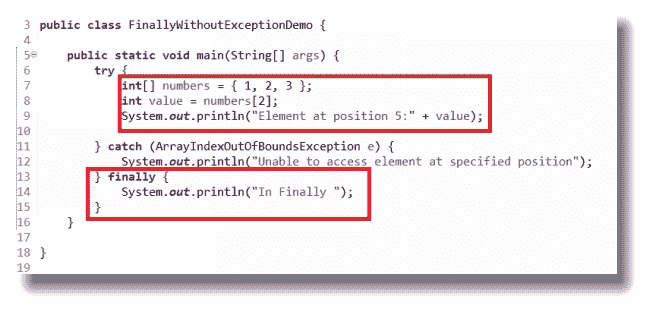 3 public class FinallyWithoutExceptionDemo {
4
5 public static void main(String[] args) {
6 try {
7 int[] numbers = { 1, 2, 3 };
8 int value = numbers[2];
9 System.out.println("Element at position 5:" + value);
10
11 } catch (ArrayIndexOutOfBoundsException e) {
12 System.out.println("Unable to access element at specified position");
13 } finally {
14 System.out.println("In Finally ");
15 }
16 }
17
18 }
19